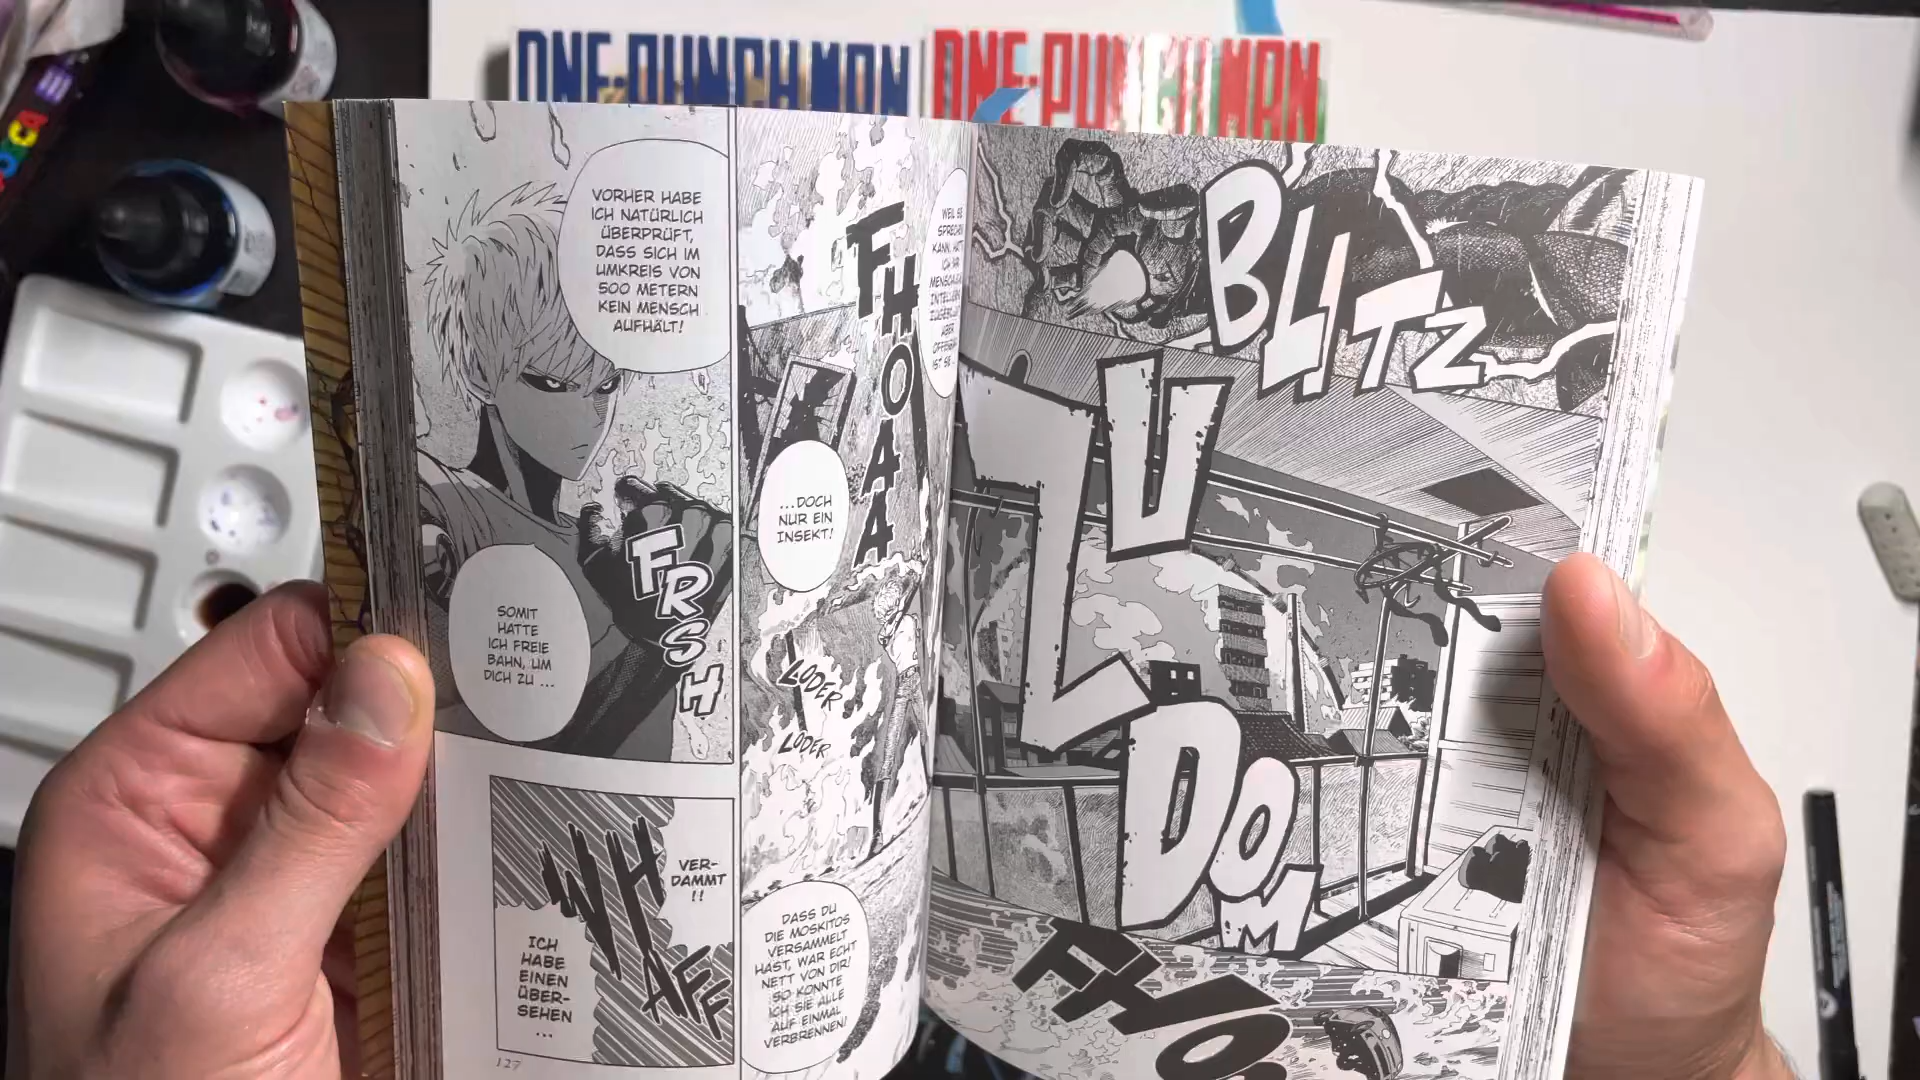 ONE-PUNCH MAN
ONE-PUNCH MAN
BLITZ
ZUDOM
FHO
FHOAA
...DOCH
NUR EIN
INSEKT!
LODER
LODER
DASS DU
DIE MOSKITOS
VERSAMMELT
HAST, WAR ECHT
NETT VON DIR!
SO KONNTE
ICH SIE ALLE
AUF EINMAL
VERBRENNEN!
VORHER HABE
ICH NATÜRLICH
ÜBERPRÜFT,
DASS SICH IM
UMKREIS VON
500 METERN
KEIN MENSCH
AUFHÄLT!
FRSH
SOMIT
HATTE
ICH FREIE
BAHN, UM
DICH ZU ...
VER-
DAMMT
!!
WHAFF
ICH
HABE
EINEN
ÜBER-
SEHEN
...
127